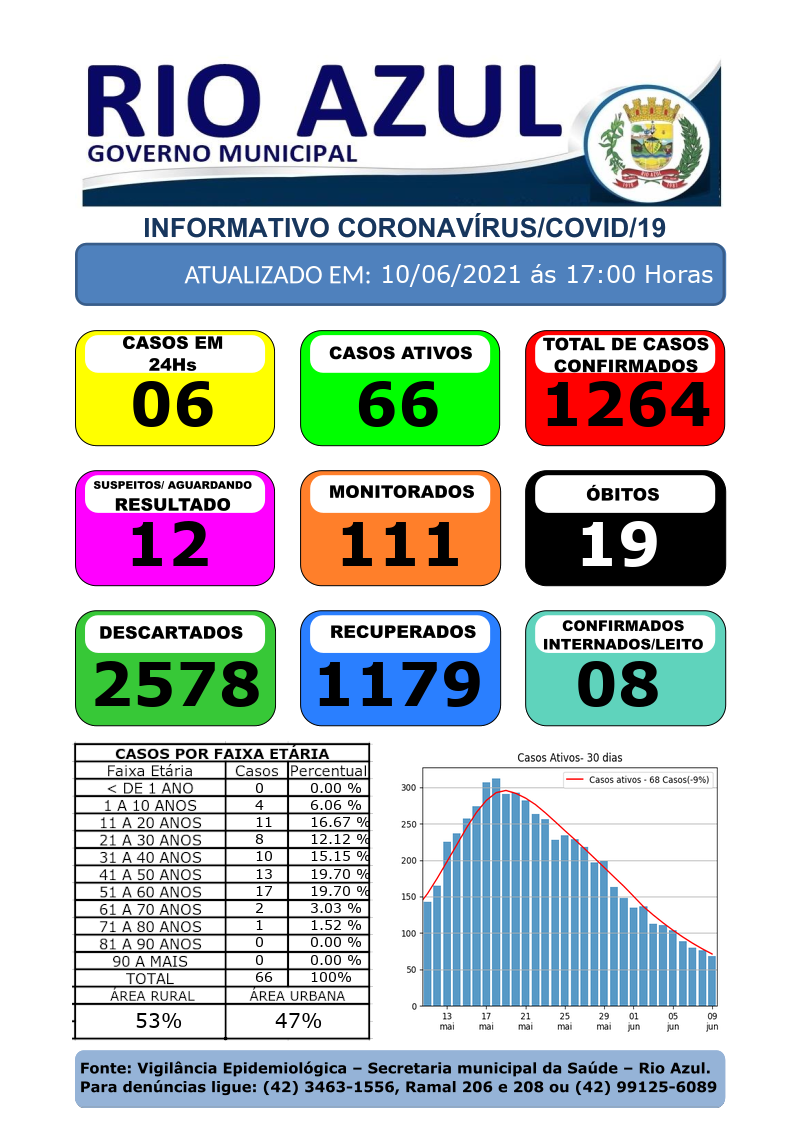 RIO AZUL
GOVERNO MUNICIPAL
RIO AZUL
INFORMATIVO CORONAVÍRUS/COVID/19
ATUALIZADO EM: 10/06/2021 ás 17:00 Horas
CASOS EM
24Hs
06
CASOS ATIVOS
66
TOTAL DE CASOS
CONFIRMADOS
1264
SUSPEITOS/ AGUARDANDO
RESULTADO
12
MONITORADOS
111
ÓBITOS
19
DESCARTADOS
2578
RECUPERADOS
1179
CONFIRMADOS
INTERNADOS/LEITO
08
CASOS POR FAIXA ETÁRIA
Faixa Etária Casos Percentual
< DE 1 ANO 0 0.00 %
1 A 10 ANOS 4 6.06 %
11 A 20 ANOS 11 16.67 %
21 A 30 ANOS 8 12.12 %
31 A 40 ANOS 10 15.15 %
41 A 50 ANOS 13 19.70 %
51 A 60 ANOS 17 19.70 %
61 A 70 ANOS 2 3.03 %
71 A 80 ANOS 1 1.52 %
81 A 90 ANOS 0 0.00 %
90 A MAIS 0 0.00 %
TOTAL 66 100%
ÁREA RURAL ÁREA URBANA
53% 47%
Casos Ativos- 30 dias
Casos ativos - 68 Casos(-9%)
300
250
200
150
100
50
0
13 17 21 25 29 01 05 09
mai mai mai mai mai jun jun jun
Fonte: Vigilância Epidemiológica – Secretaria municipal da Saúde – Rio Azul.
Para denúncias ligue: (42) 3463-1556, Ramal 206 e 208 ou (42) 99125-6089